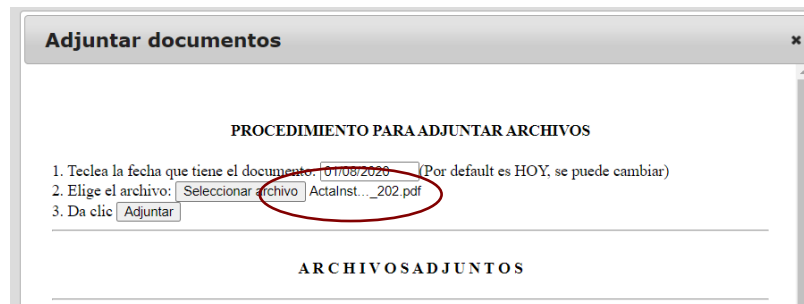 Adjuntar documentos
PROCEDIMIENTO PARA ADJUNTAR ARCHIVOS
1. Teclea la fecha que tiene el documento: 01/08/2020 (Por default es HOY, se puede cambiar)
2. Elige el archivo: Seleccionar archivo ActaInst..._202.pdf
3. Da clic Adjuntar
A R C H I V O S A D J U N T O S